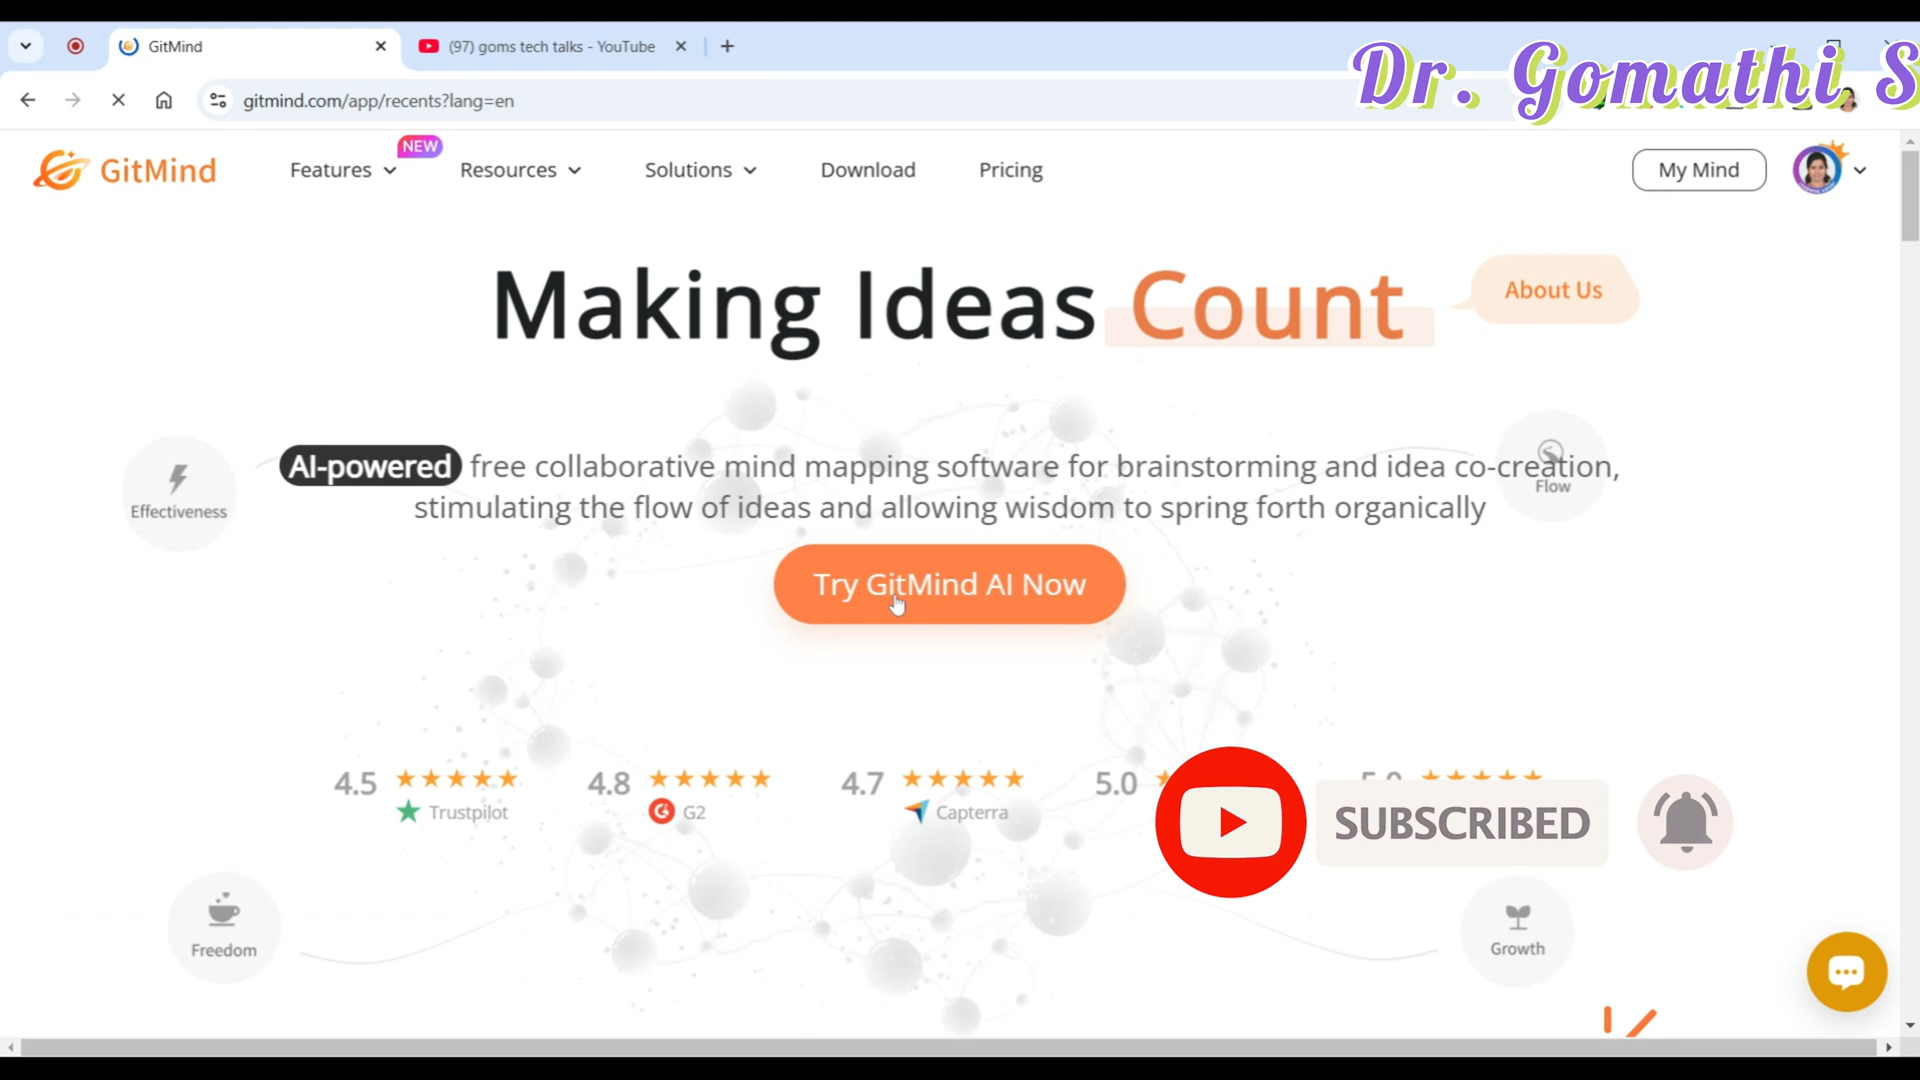 GitMind
(97) goms tech talks - YouTube
Dr. Gomathi S
gitmind.com/app/recents?lang=en
GitMind
Features
NEW
Resources
Solutions
Download
Pricing
My Mind
Making Ideas Count
About Us
AI-powered free collaborative mind mapping software for brainstorming and idea co-creation,
stimulating the flow of ideas and allowing wisdom to spring forth organically
Effectiveness
Flow
Try GitMind AI Now
4.5
Trustpilot
4.8
G2
4.7
Capterra
5.0
SUBSCRIBED
Freedom
Growth